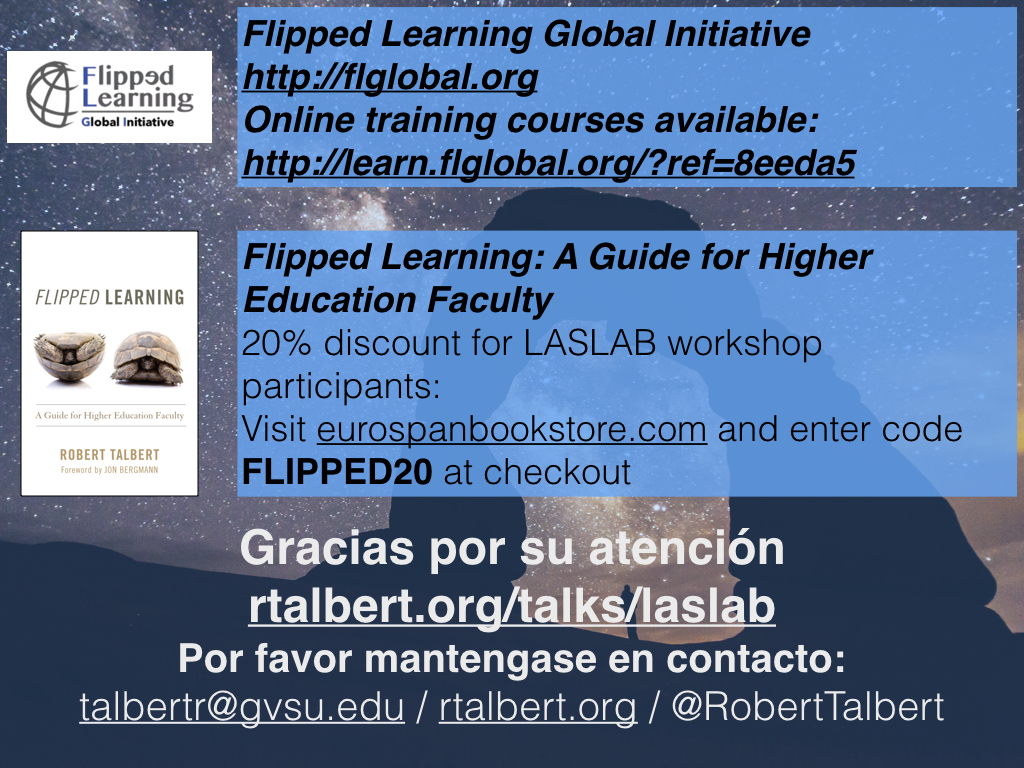 Flipped
Learning
Global Initiative
Flipped Learning Global Initiative
http://flglobal.org
Online training courses available:
http://learn.flglobal.org/?ref=8eeda5
FLIPPED LEARNING
A Guide for Higher Education Faculty
ROBERT TALBERT
Foreword by JON BERGMANN
Flipped Learning: A Guide for Higher
Education Faculty
20% discount for LASLAB workshop
participants:
Visit eurospanbookstore.com and enter code
FLIPPED20 at checkout
Gracias por su atención
rtalbert.org/talks/laslab
Por favor mantengase en contacto:
talbertr@gvsu.edu / rtalbert.org / @RobertTalbert